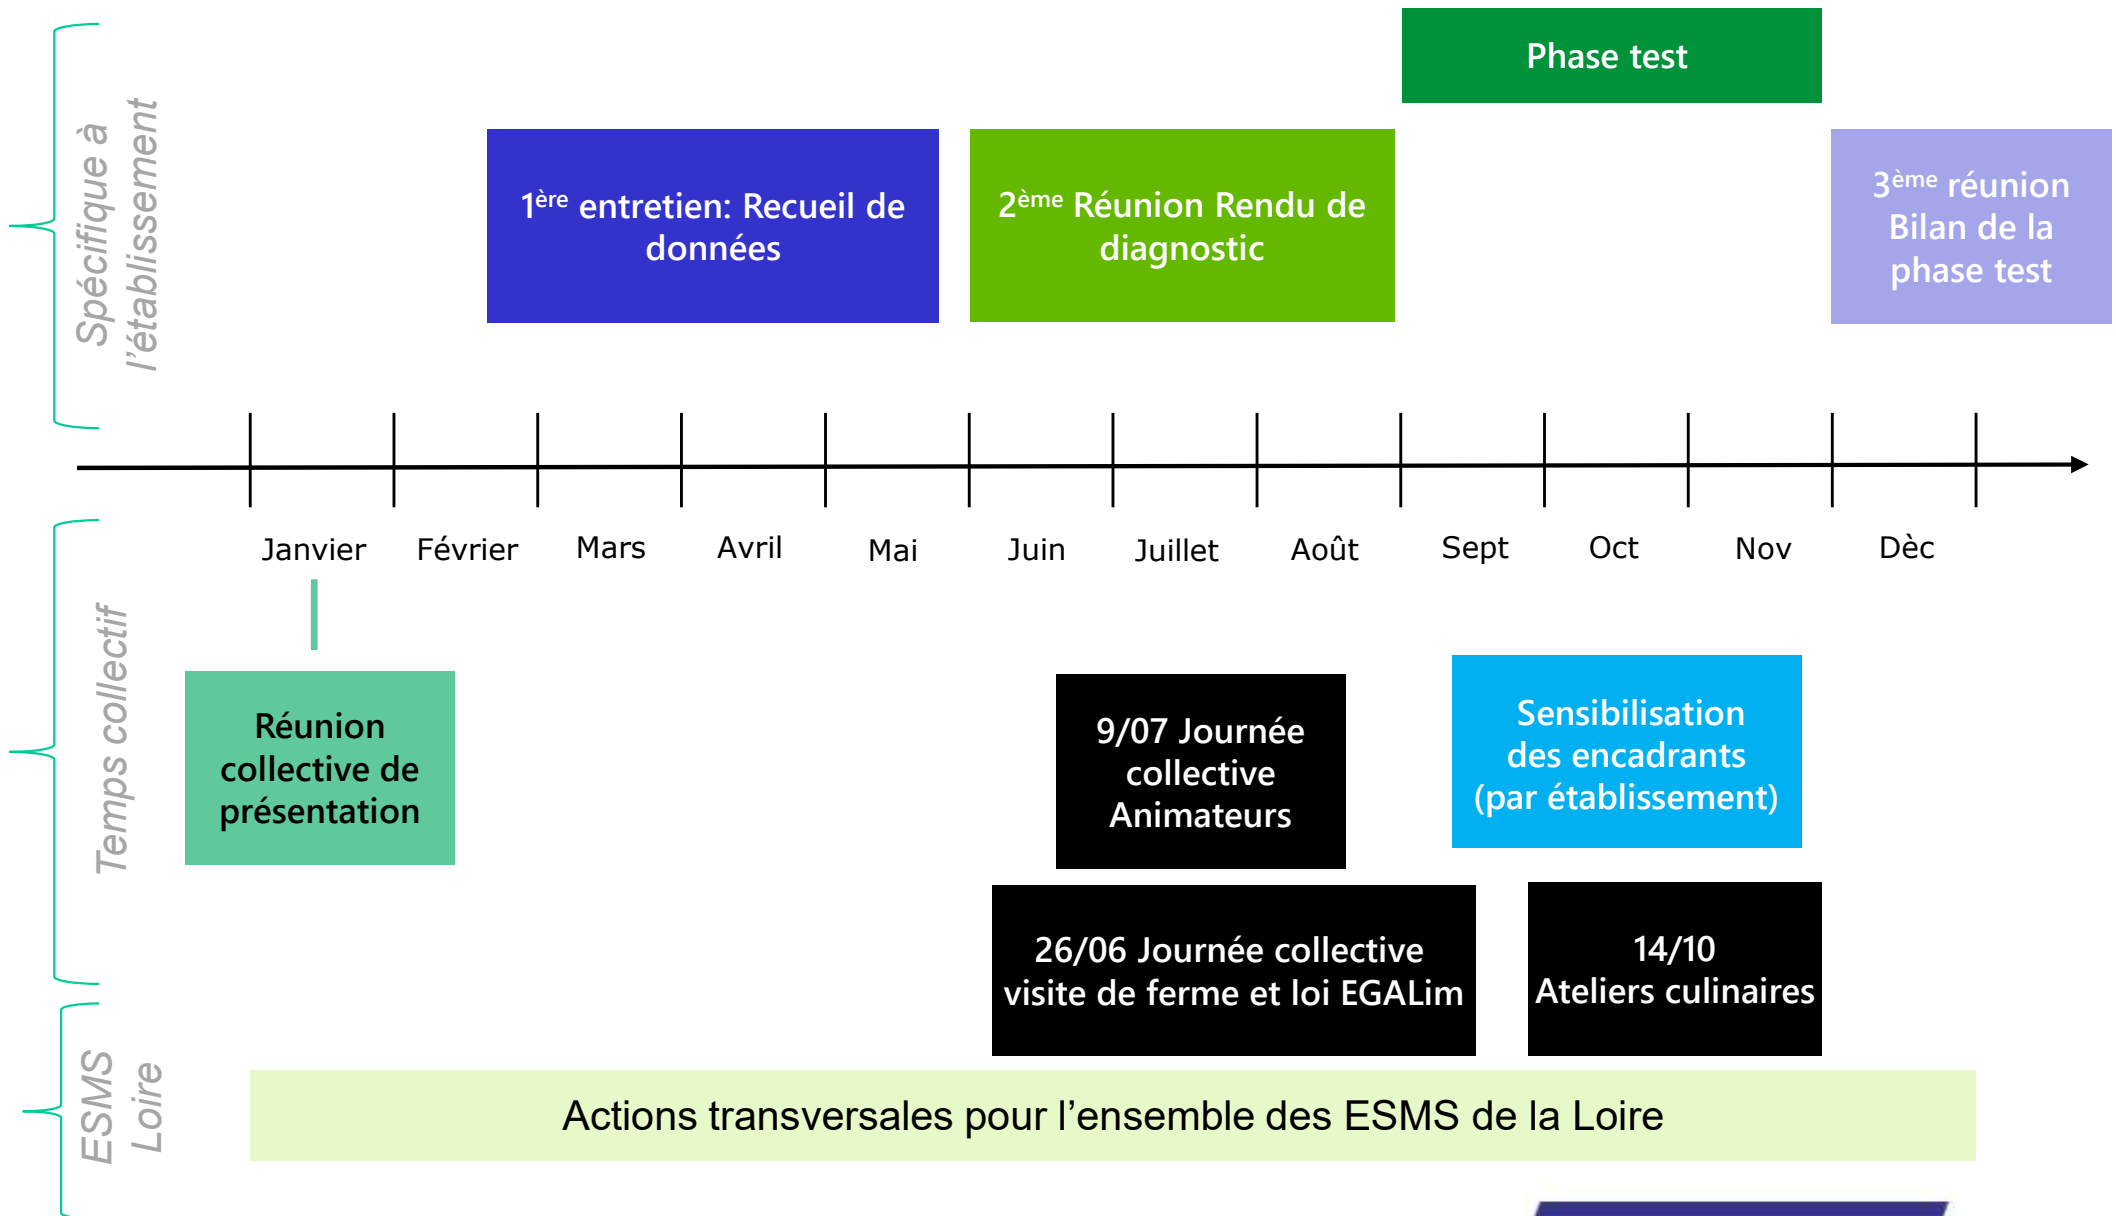 Phase test
Spécifique à
l'établissement
1ère entretien: Recueil de
données
2ème Réunion Rendu de
diagnostic
3ème réunion
Bilan de la
phase test
Janvier
Février
Mars
Avril
Mai
Juin
Juillet
Août
Sept
Oct
Nov
Dèc
Temps collectif
Réunion
collective de
présentation
9/07 Journée
collective
Animateurs
Sensibilisation
des encadrants
(par établissement)
26/06 Journée collective
visite de ferme et loi EGALim
14/10
Ateliers culinaires
ESMS
Loire
Actions transversales pour l'ensemble des ESMS de la Loire